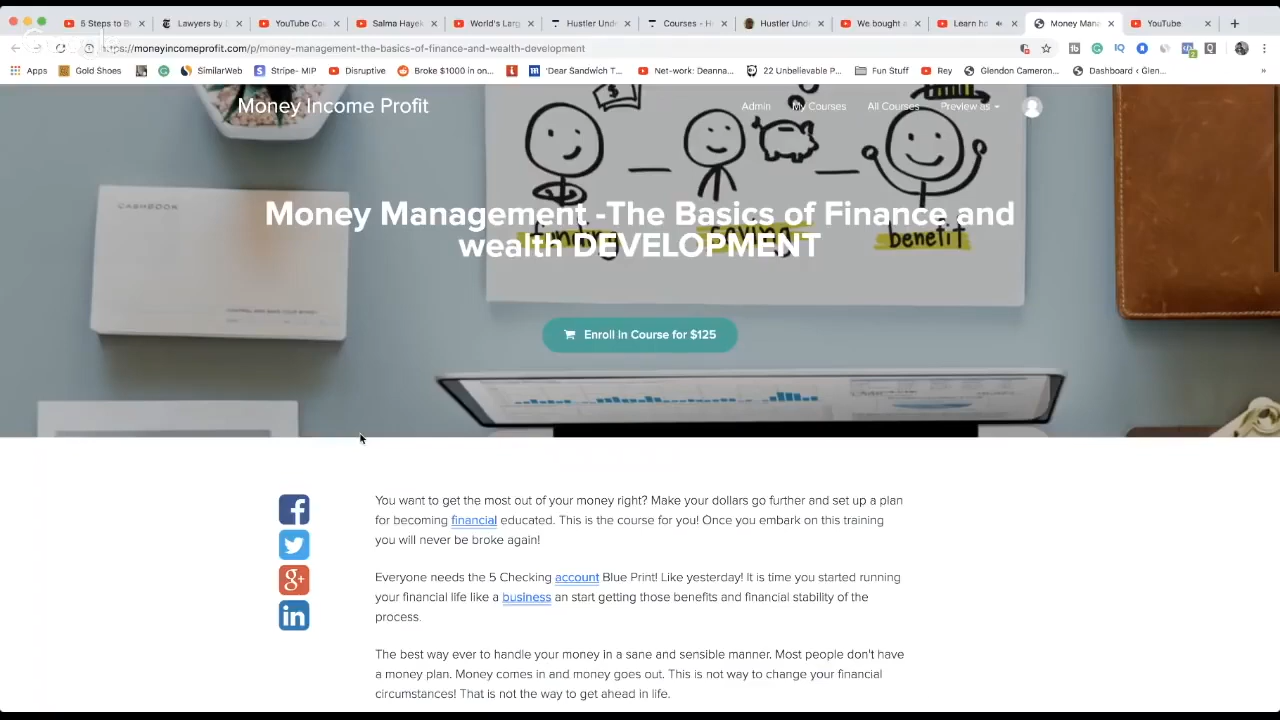 5 Steps to B
Lawyers by
YouTube Co
Salma Hayek
World's Larg
Hustler Und
Courses - H
Hustler Und
We bought a
Learn ho
Money Mana
YouTube
https://moneyincomeprofit.com/p/money-management-the-basics-of-finance-and-wealth-development
Apps
Gold Shoes
SimilarWeb
Stripe- MIP
Disruptive
Broke $1000 in on...
'Dear Sandwich T...
Net-work: Deanna...
22 Unbelievable P...
Fun Stuff
Rey
Glendon Cameron...
Dashboard ‹ Glen...
»
Money Income Profit
Admin
My Courses
All Courses
Preview as
CASHBOOK
Money Management -The Basics of Finance and
wealth DEVELOPMENT
saving
benefit
Enroll in Course for $125
You want to get the most out of your money right? Make your dollars go further and set up a plan
for becoming financial educated. This is the course for you! Once you embark on this training
you will never be broke again!
Everyone needs the 5 Checking account Blue Print! Like yesterday! It is time you started running
your financial life like a business an start getting those benefits and financial stability of the
process.
The best way ever to handle your money in a sane and sensible manner. Most people don't have
a money plan. Money comes in and money goes out. This is not way to change your financial
circumstances! That is not the way to get ahead in life.